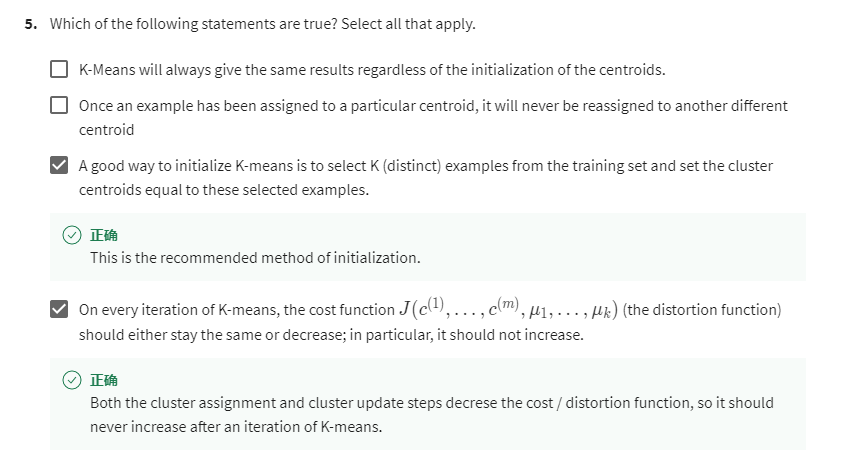 5. Which of the following statements are true? Select all that apply.
K-Means will always give the same results regardless of the initialization of the centroids.
Once an example has been assigned to a particular centroid, it will never be reassigned to another different
centroid
A good way to initialize K-means is to select K (distinct) examples from the training set and set the cluster
centroids equal to these selected examples.
正确
This is the recommended method of initialization.
On every iteration of K-means, the cost function J(c⁽¹⁾, . . . , c⁽ᵐ⁾, μ₁, . . . , μₖ) (the distortion function)
should either stay the same or decrease; in particular, it should not increase.
正确
Both the cluster assignment and cluster update steps decrese the cost / distortion function, so it should
never increase after an iteration of K-means.